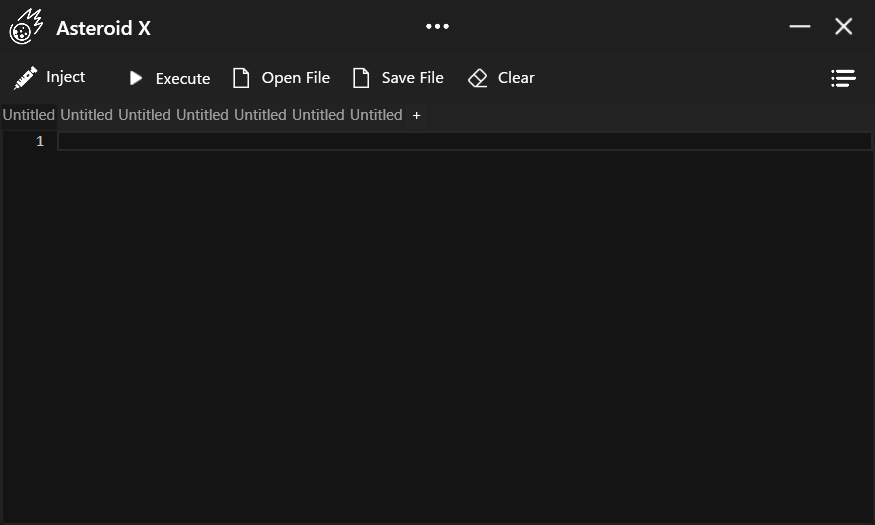 Asteroid X
Inject Execute Open File Save File Clear
Untitled Untitled Untitled Untitled Untitled Untitled Untitled +
1